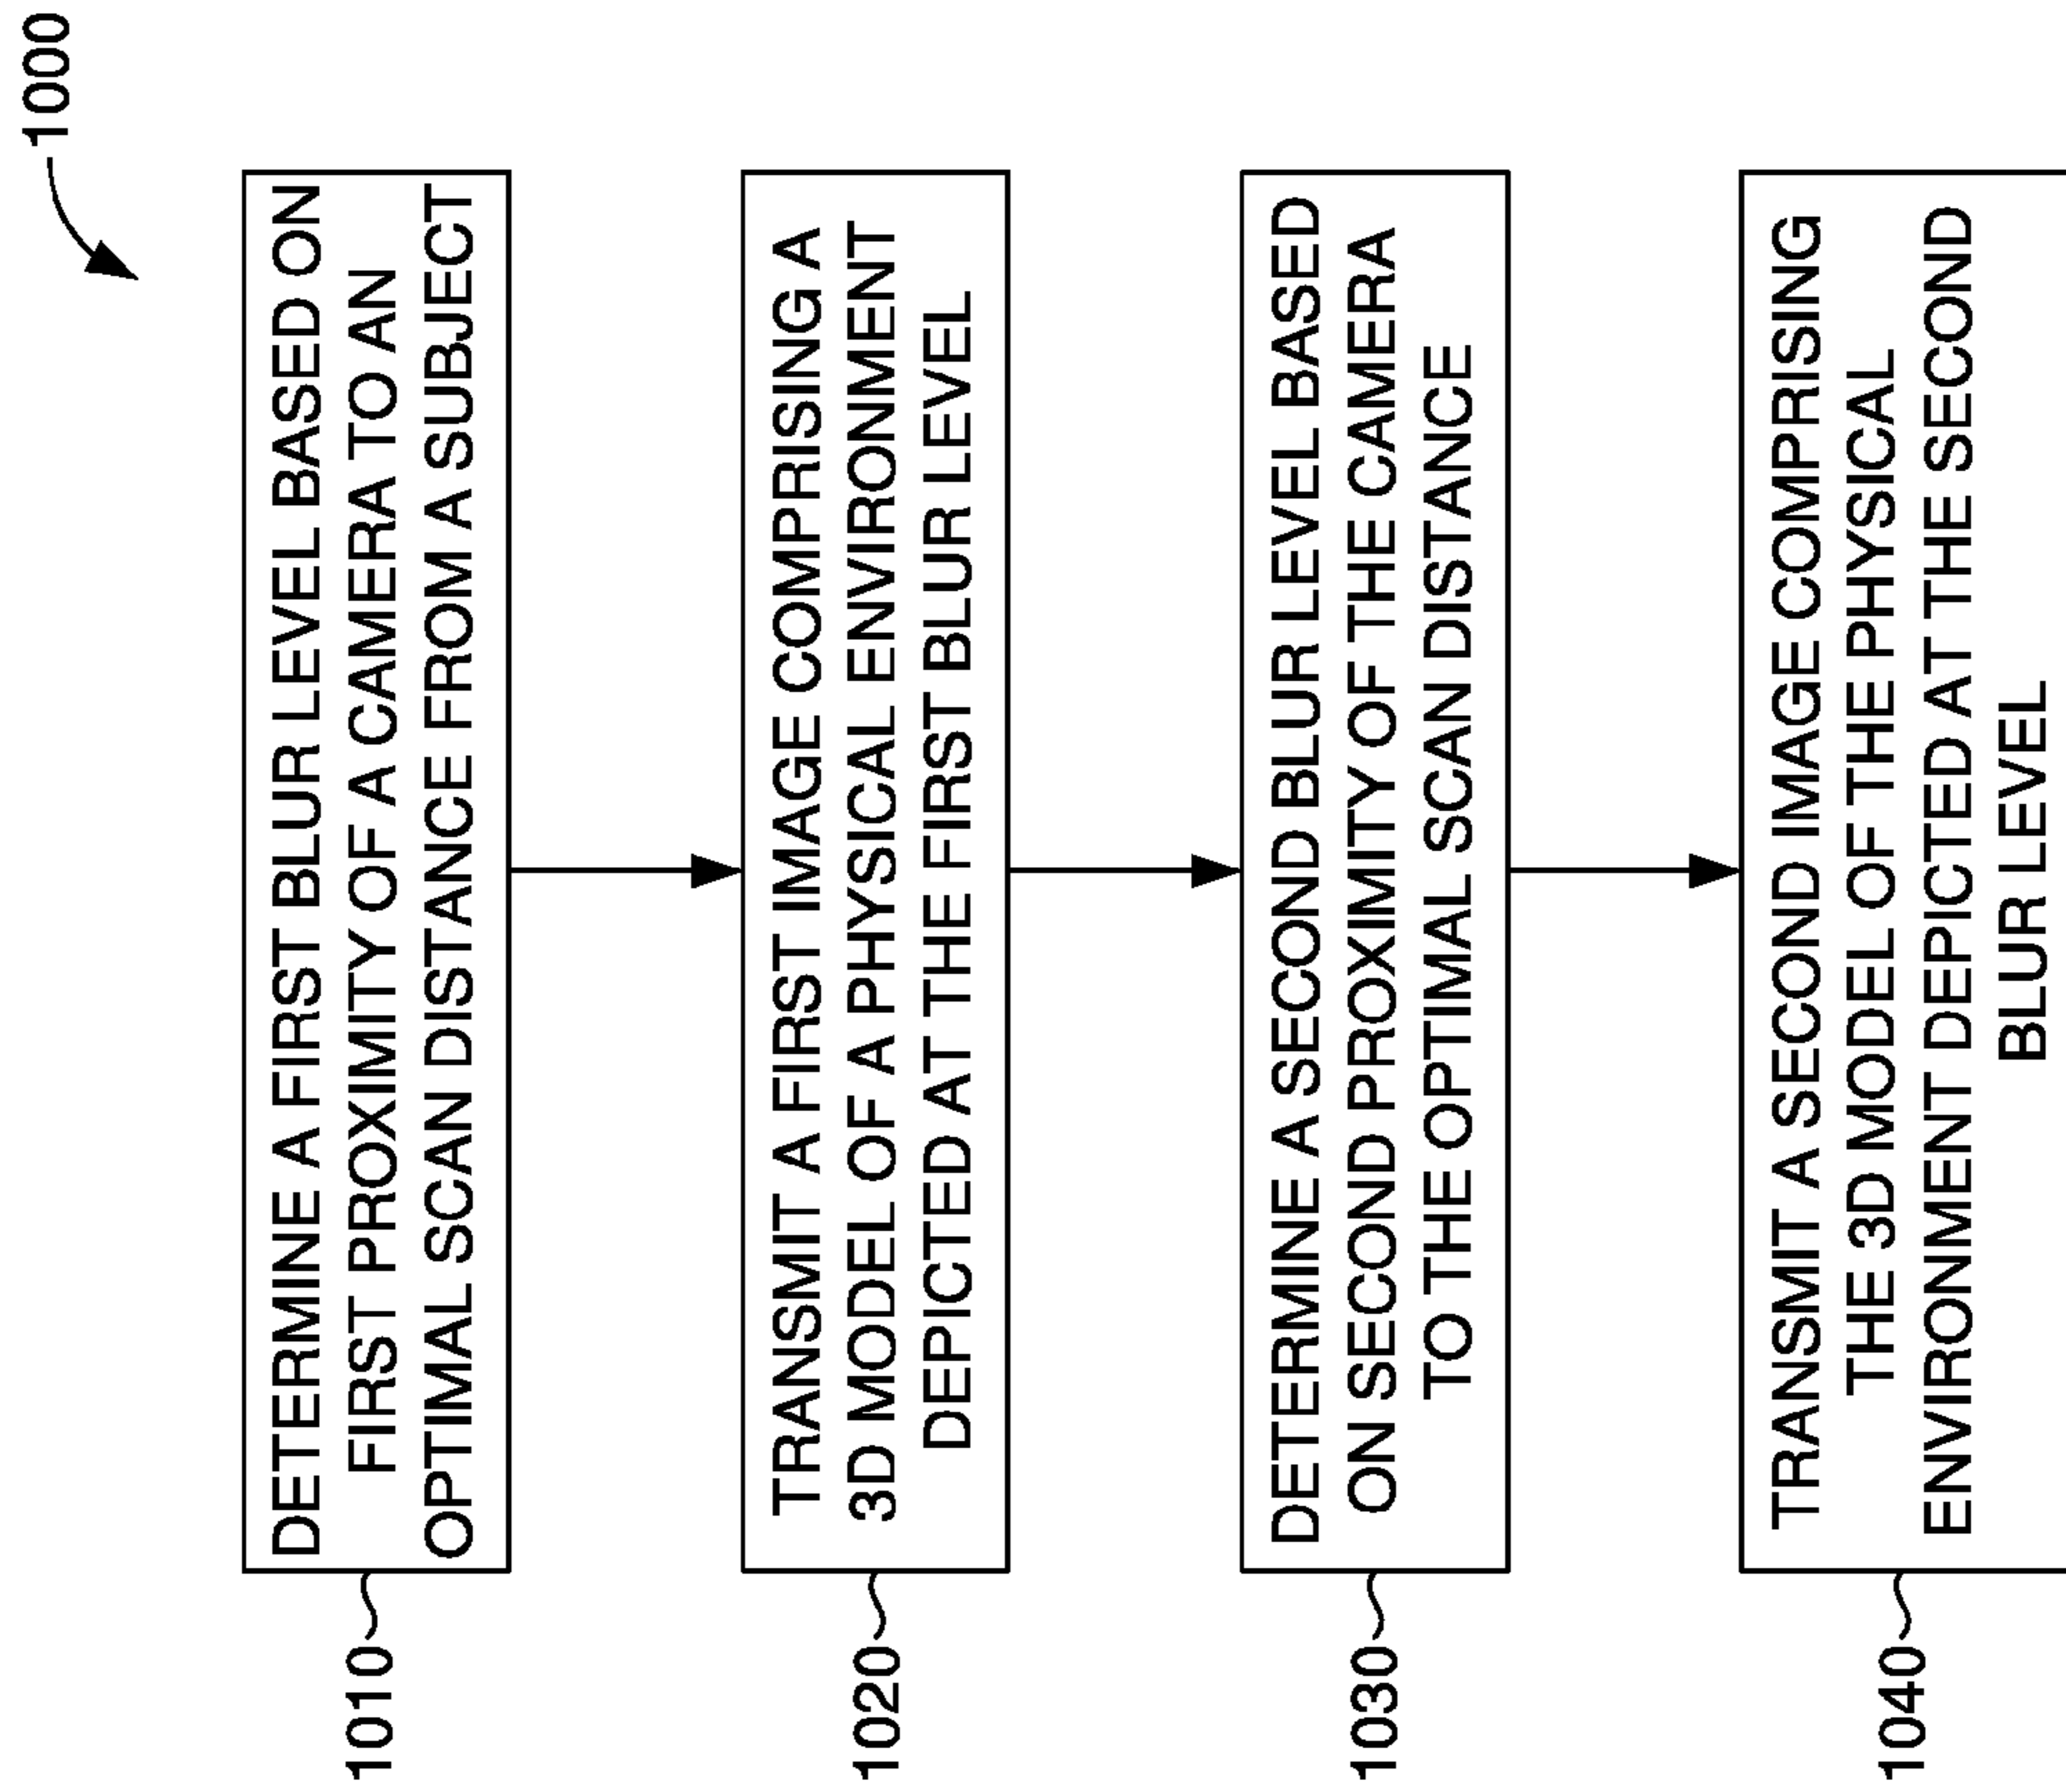 1000
1010
DETERMINE A FIRST BLUR LEVEL BASED ON
FIRST PROXIMITY OF A CAMERA TO AN
OPTIMAL SCAN DISTANCE FROM A SUBJECT
1020
TRANSMIT A FIRST IMAGE COMPRISING A
3D MODEL OF A PHYSICAL ENVIRONMENT
DEPICTED AT THE FIRST BLUR LEVEL
1030
DETERMINE A SECOND BLUR LEVEL BASED
ON SECOND PROXIMITY OF THE CAMERA
TO THE OPTIMAL SCAN DISTANCE
1040
TRANSMIT A SECOND IMAGE COMPRISING
THE 3D MODEL OF THE PHYSICAL
ENVIRONMENT DEPICTED AT THE SECOND
BLUR LEVEL